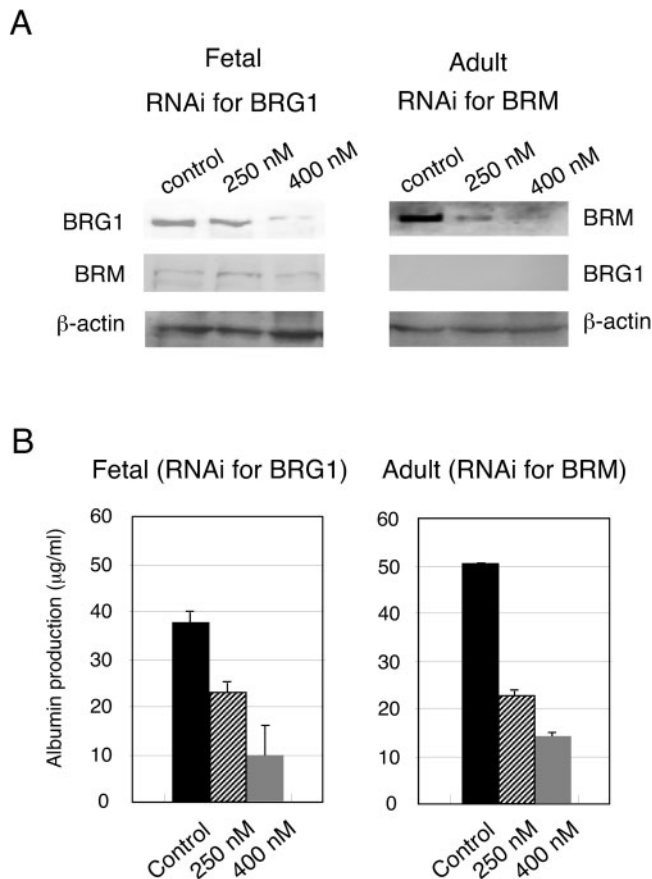 A
Fetal
RNAi for BRG1
Adult
RNAi for BRM
control
250 nM
400 nM
control
250 nM
400 nM
BRG1
BRM
BRM
BRG1
β-actin
β-actin
B
Fetal (RNAi for BRG1)
Adult (RNAi for BRM)
Albumin production (μg/ml)
60
50
40
30
20
10
0
60
50
40
30
20
10
0
Control
250 nM
400 nM
Control
250 nM
400 nM